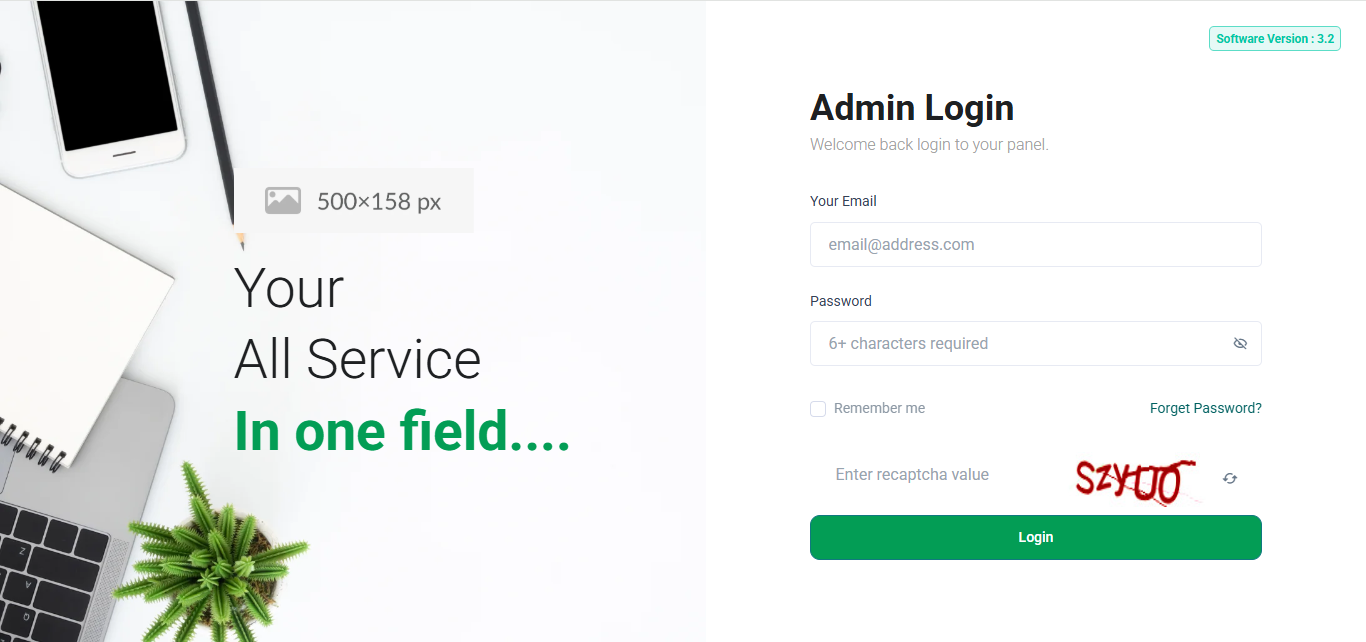 Software Version : 3.2
500×158 px
Your
All Service
In one field....
Admin Login
Welcome back login to your panel.
Your Email
email@address.com
Password
6+ characters required
Remember me
Forget Password?
Enter recaptcha value
Login